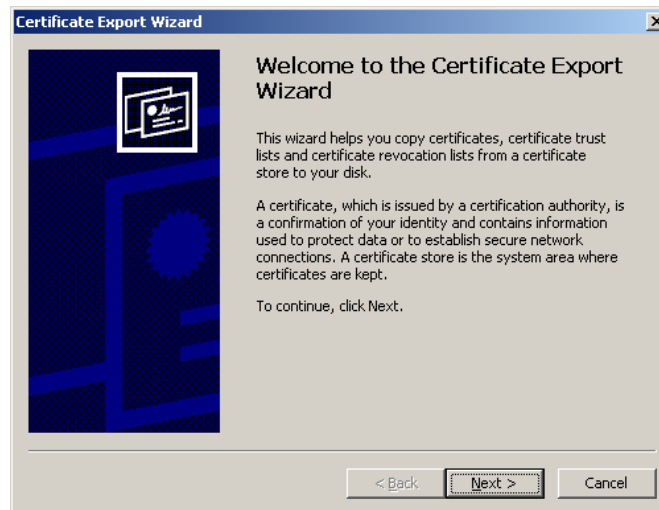 Certificate Export Wizard
Welcome to the Certificate Export
Wizard
This wizard helps you copy certificates, certificate trust
lists and certificate revocation lists from a certificate
store to your disk.
A certificate, which is issued by a certification authority, is
a confirmation of your identity and contains information
used to protect data or to establish secure network
connections. A certificate store is the system area where
certificates are kept.
To continue, click Next.
< Back
Next >
Cancel